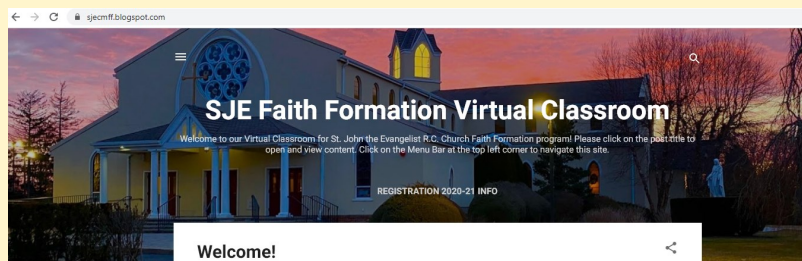 sjecmff.blogspot.com
SJE Faith Formation Virtual Classroom
Welcome to our Virtual Classroom for St. John the Evangelist R.C. Church Faith Formation program! Please click on the post title to
open and view content. Click on the Menu Bar at the top left corner to navigate this site.
REGISTRATION 2020-21 INFO
Welcome!